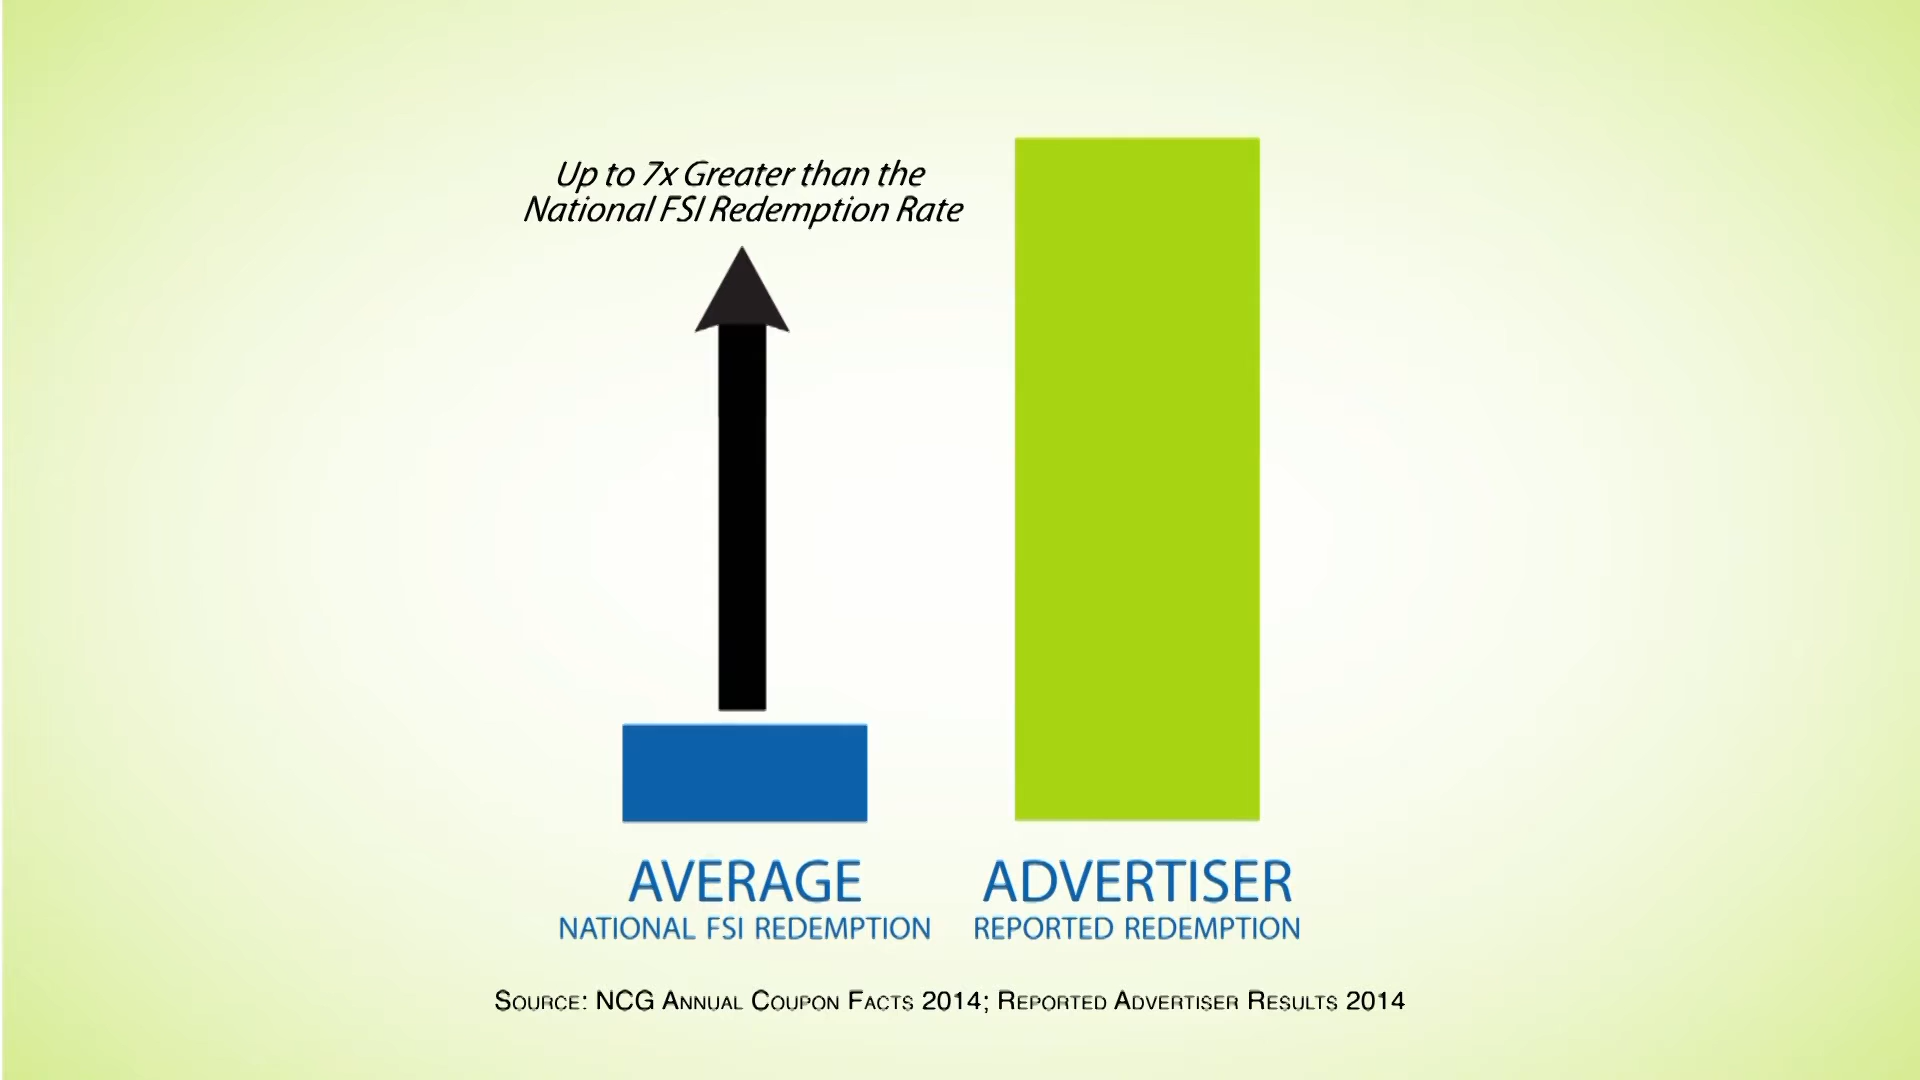 Up to 7x Greater than the
National FSI Redemption Rate
AVERAGE
NATIONAL FSI REDEMPTION
ADVERTISER
REPORTED REDEMPTION
Source: NCG Annual Coupon Facts 2014; Reported Advertiser Results 2014